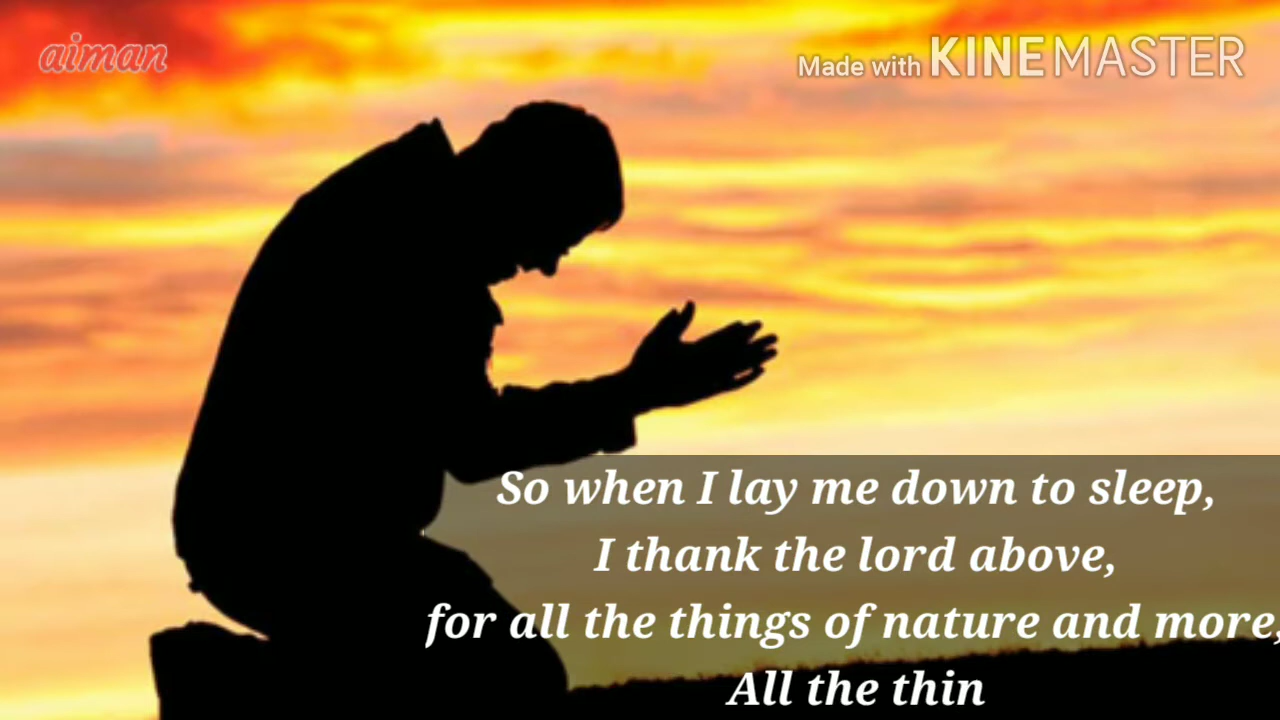 aiman
Made with KINEMASTER
So when I lay me down to sleep,
I thank the lord above,
for all the things of nature and more,
All the thin